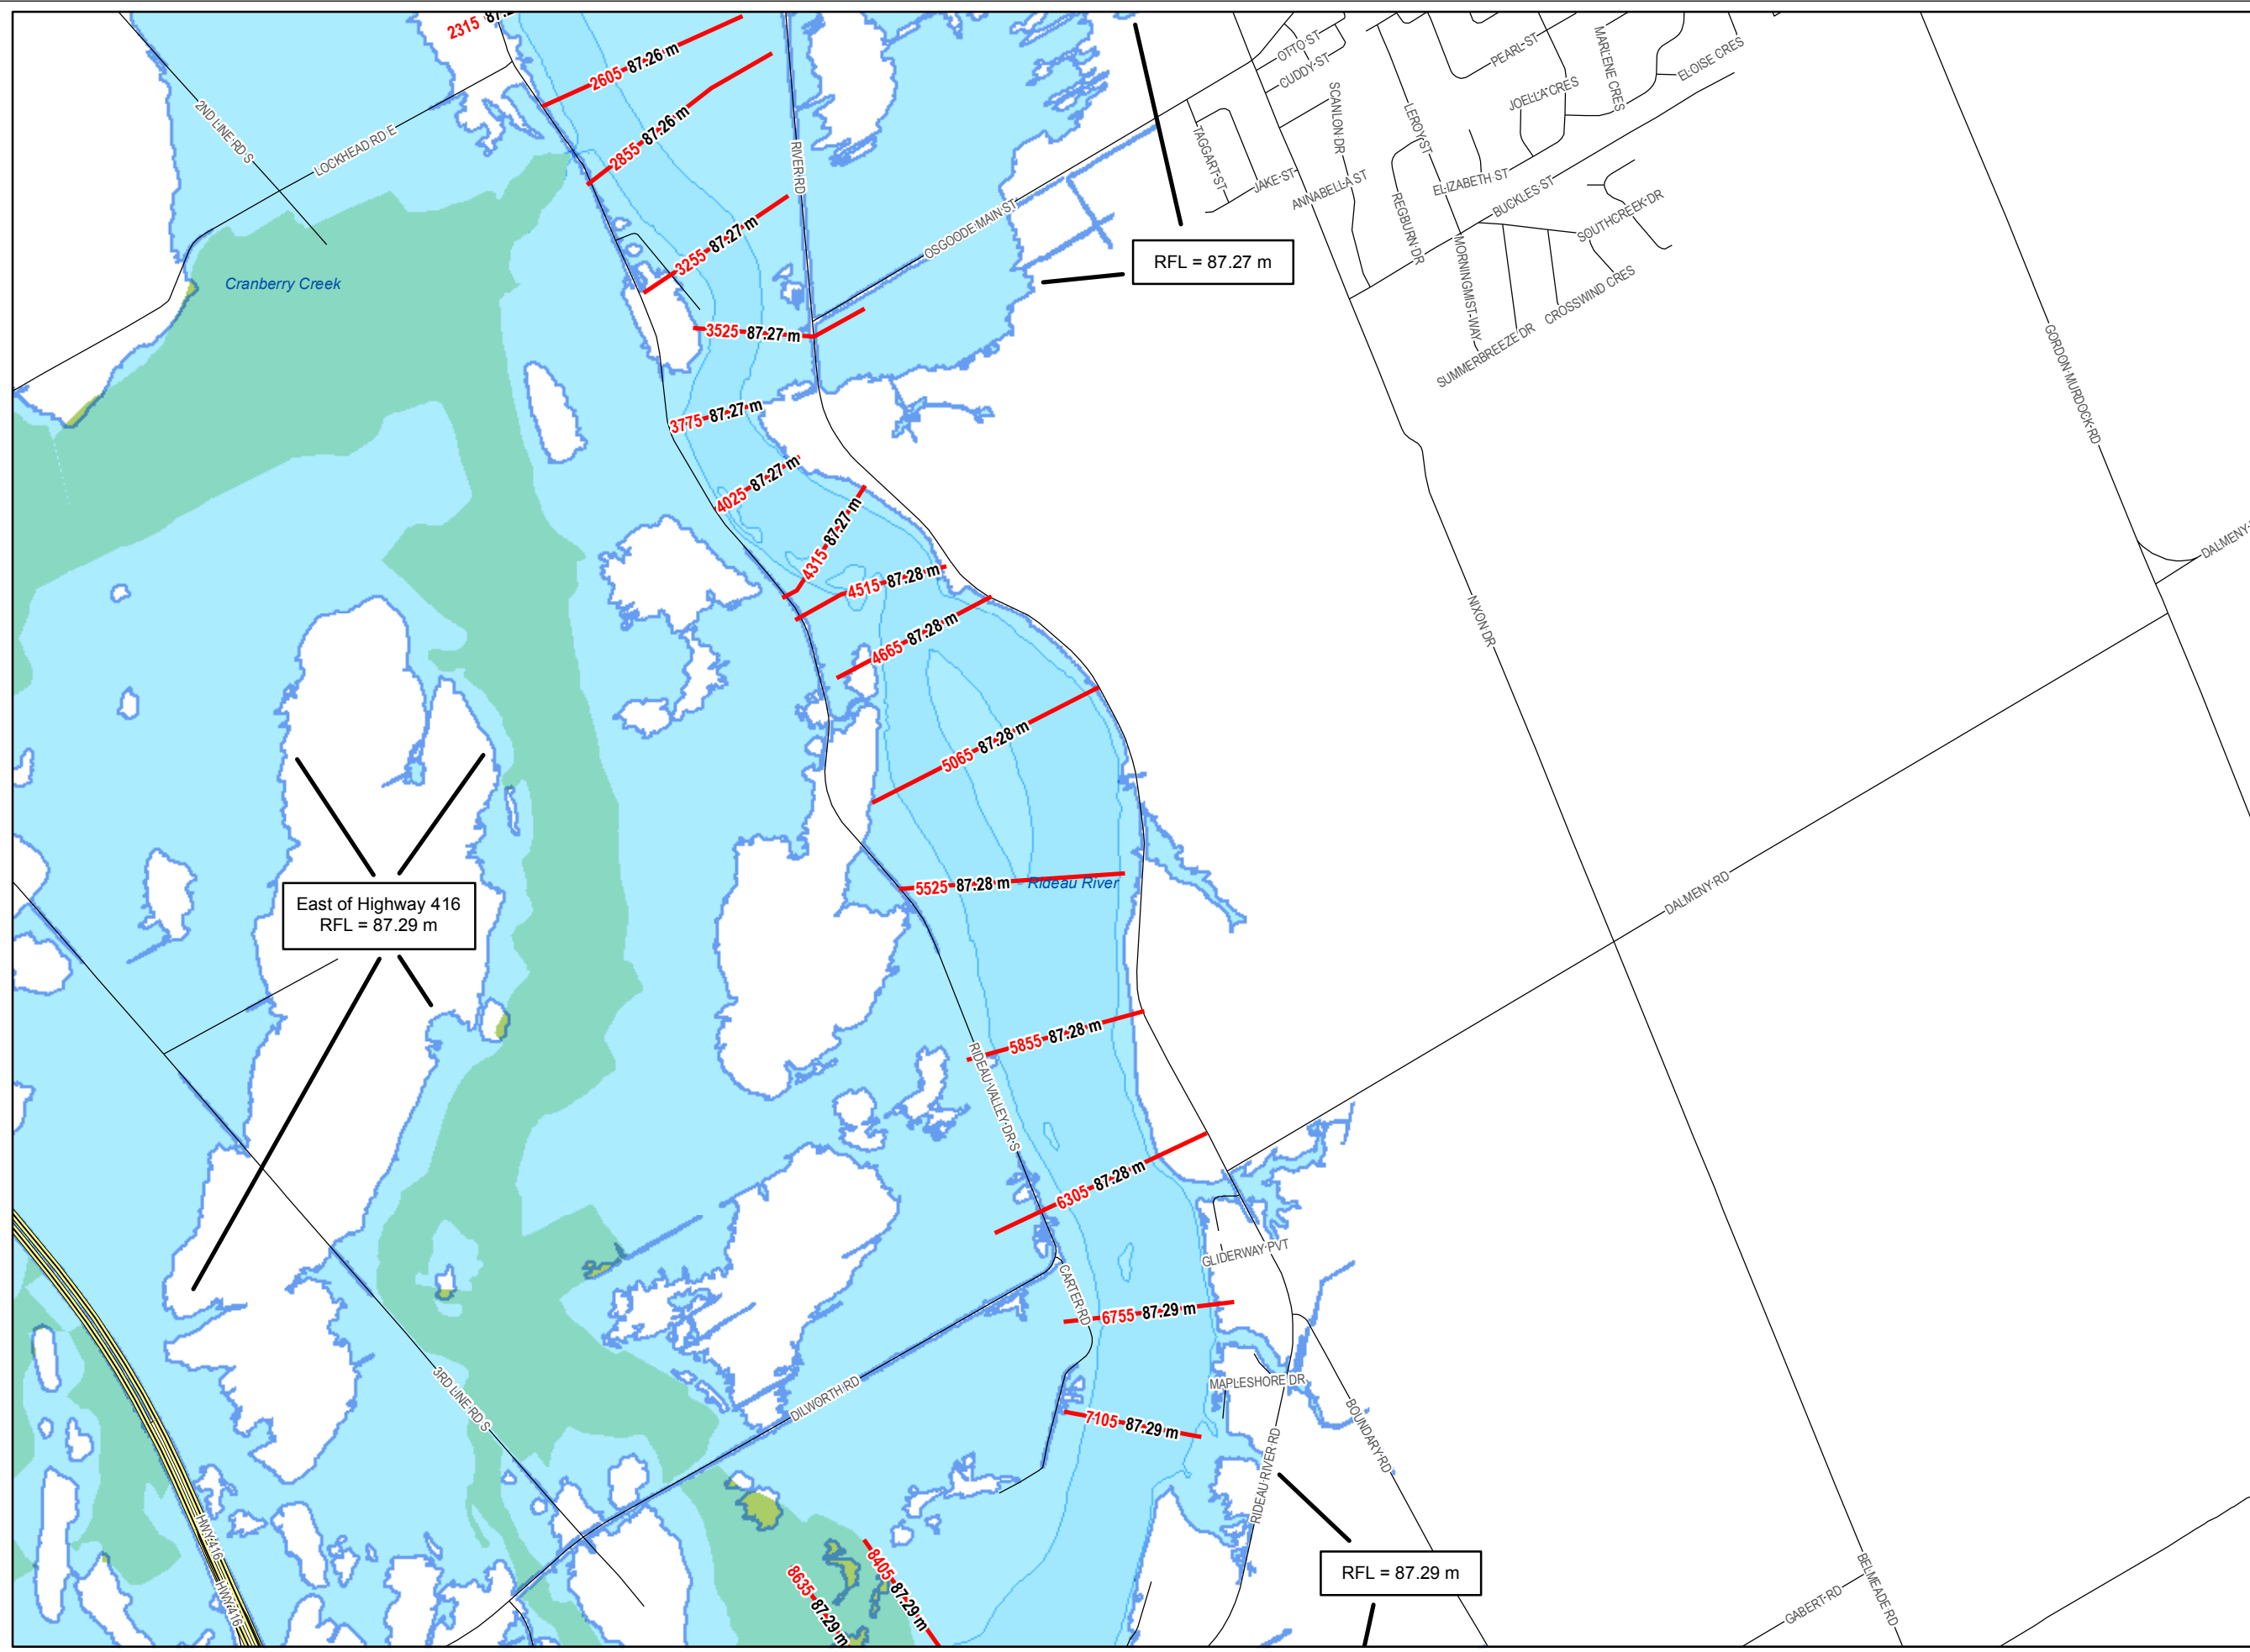 2315
2605 87.26 m
2855 87.26 m
3255 87.27 m
3525 87.27 m
3775 87.27 m
4025 87.27 m
4315 87.27 m
4515 87.28 m
4665 87.28 m
5065 87.28 m
5525 87.28 m
5855 87.28 m
6305 87.28 m
6755 87.29 m
7105 87.29 m
8405 87.29 m
8635 87.29 m
2ND LINE RD S
LOCKHEAD RD E
RIVER RD
Cranberry Creek
OSGOODE MAIN ST
OTTO ST
CUDDY ST
PEARL ST
MARLENE CRES
ELOISE CRES
JOELLA CRES
SCANLON DR
LEROY ST
TAGGART ST
JAKE ST
ANNABELLA ST
REGBURN DR
ELIZABETH ST
BUCKLES ST
SOUTHCREEK DR
MORNINGMIST WAY
CROSSWIND CRES
SUMMERBREEZE DR
RFL = 87.27 m
GORDON MURDOCK RD
DALMENY
NIXON DR
DALMENY RD
Rideau River
East of Highway 416
RFL = 87.29 m
RIDEAU VALLEY DR S
GLIDERWAY PVT
CARTER RD
MAPLESHORE DR
DILWORTH RD
3RD LINE RD S
BOUNDARY RD
RIDEAU RIVER RD
HWY 416
HWY 416
RFL = 87.29 m
GABERT RD
BELMEADE RD